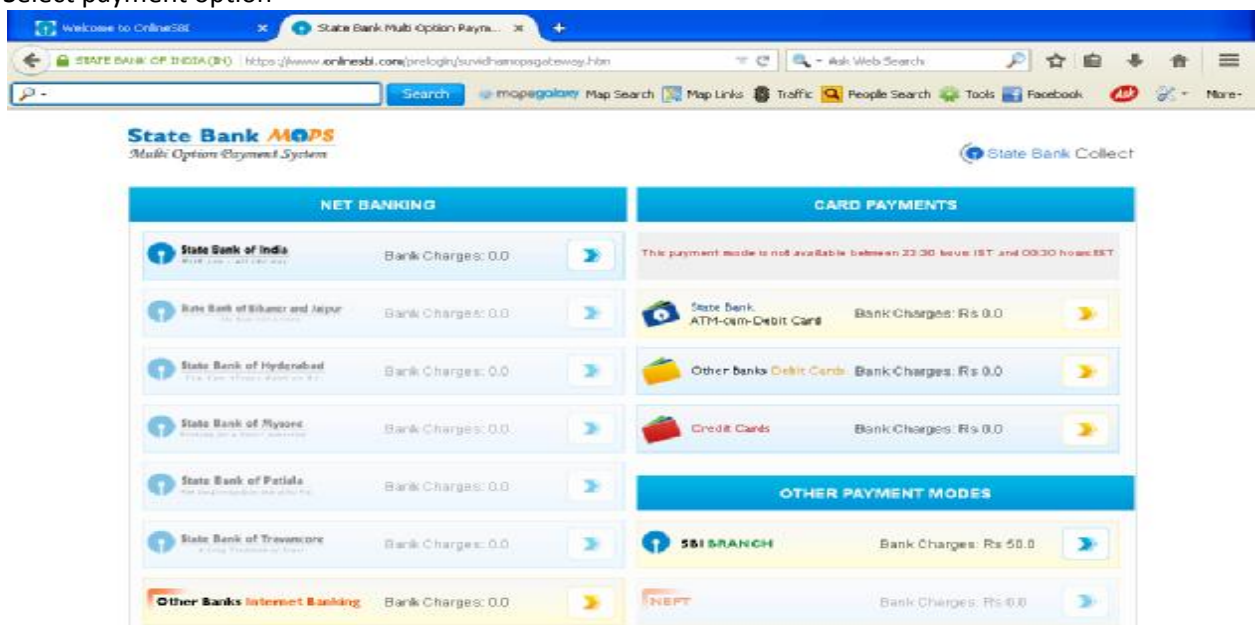 Select payment option
Welcome to OnlineSBI
State Bank Multi Option Paym...
STATE BANK OF INDIA (IN) https://www.onlinesbi.com/prelogin/suvidhamopsgateway.htm
Ask Web Search
Search mapsgalaxy Map Search Map Links Traffic People Search Tools Facebook Ask More
State Bank MOPS
Multi Option Payment System
State Bank Collect
NET BANKING
State Bank of India
Bank Charges: 0.0
State Bank of Bikaner and Jaipur
Bank Charges: 0.0
State Bank of Hyderabad
Bank Charges: 0.0
State Bank of Mysore
Bank Charges: 0.0
State Bank of Patiala
Bank Charges: 0.0
State Bank of Travancore
Bank Charges: 0.0
Other Banks Internet Banking Bank Charges: 0.0
CARD PAYMENTS
This payment mode is not available between 23:30 hours IST and 00:30 hours IST
State Bank
ATM-cum-Debit Card Bank Charges: Rs 0.0
Other Banks Debit Cards Bank Charges: Rs 0.0
Credit Cards Bank Charges: Rs 0.0
OTHER PAYMENT MODES
SBI BRANCH Bank Charges: Rs 50.0
NEFT Bank Charges: Rs 0.0